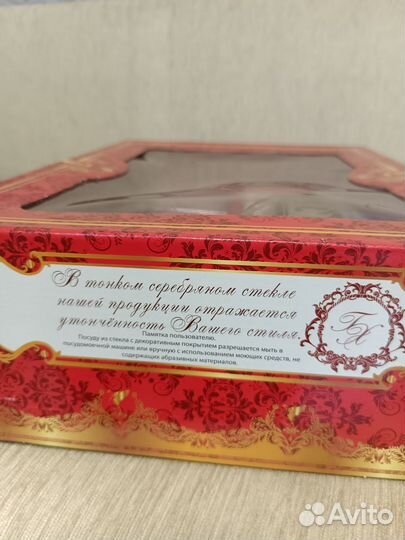 В тонком серебряном стекле
нашей продукции отражается
утончённость Вашего стиля.
Памятка пользователю.
Посуду из стекла с декоративным покрытием разрешается мыть в
посудомоечной машине или вручную с использованием моющих средств, не
содержащих абразивных материалов.
ГХ
Avito